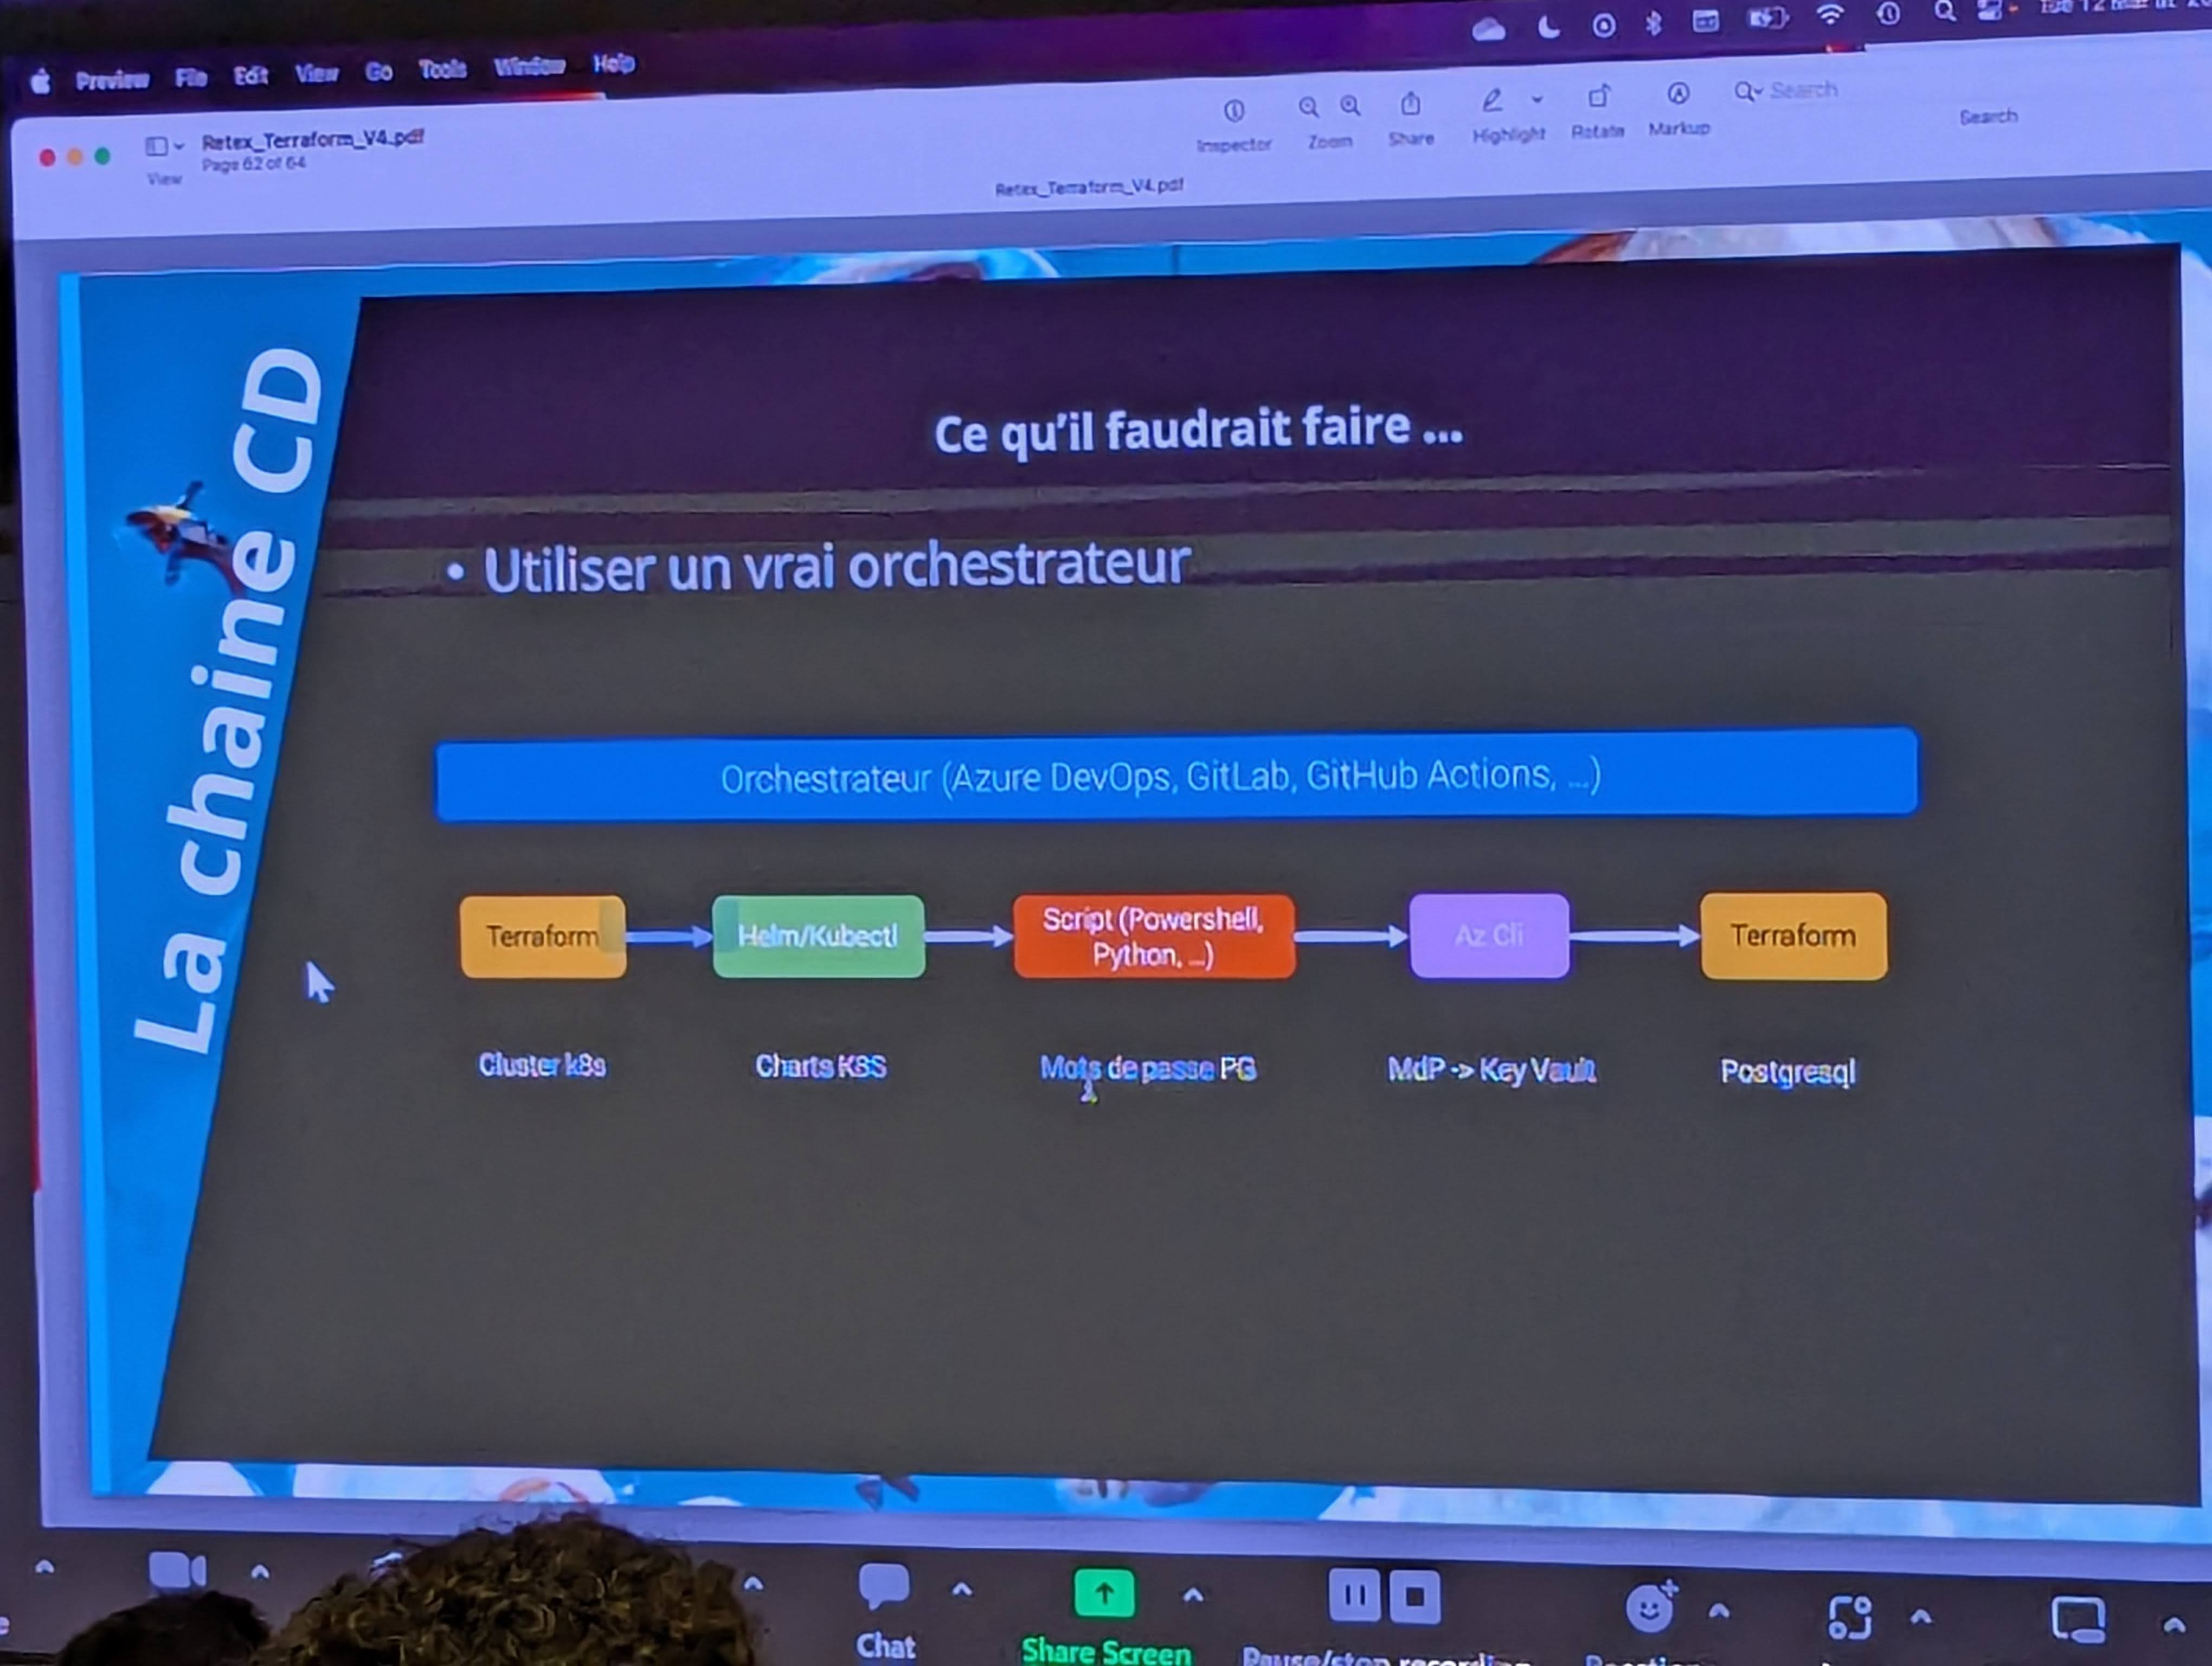 Preview File Edit View Go Tools Window Help
Retex_Terraform_V4.pdf
Page 62 of 64
View
Inspector Zoom Share Highlight Rotate Markup
Search
Search
Retex_Terraform_V4.pdf
La chaine CD
Ce qu'il faudrait faire ...
• Utiliser un vrai orchestrateur
Orchestrateur (Azure DevOps, GitLab, GitHub Actions, ...)
Terraform
Helm/Kubectl
Script (Powershell,
Python, ...)
Az Cli
Terraform
Cluster k8s
Charts K8S
Mots de passe PG
MdP -> Key Vault
Postgresql
Chat
Share Screen
Pause/stop recording